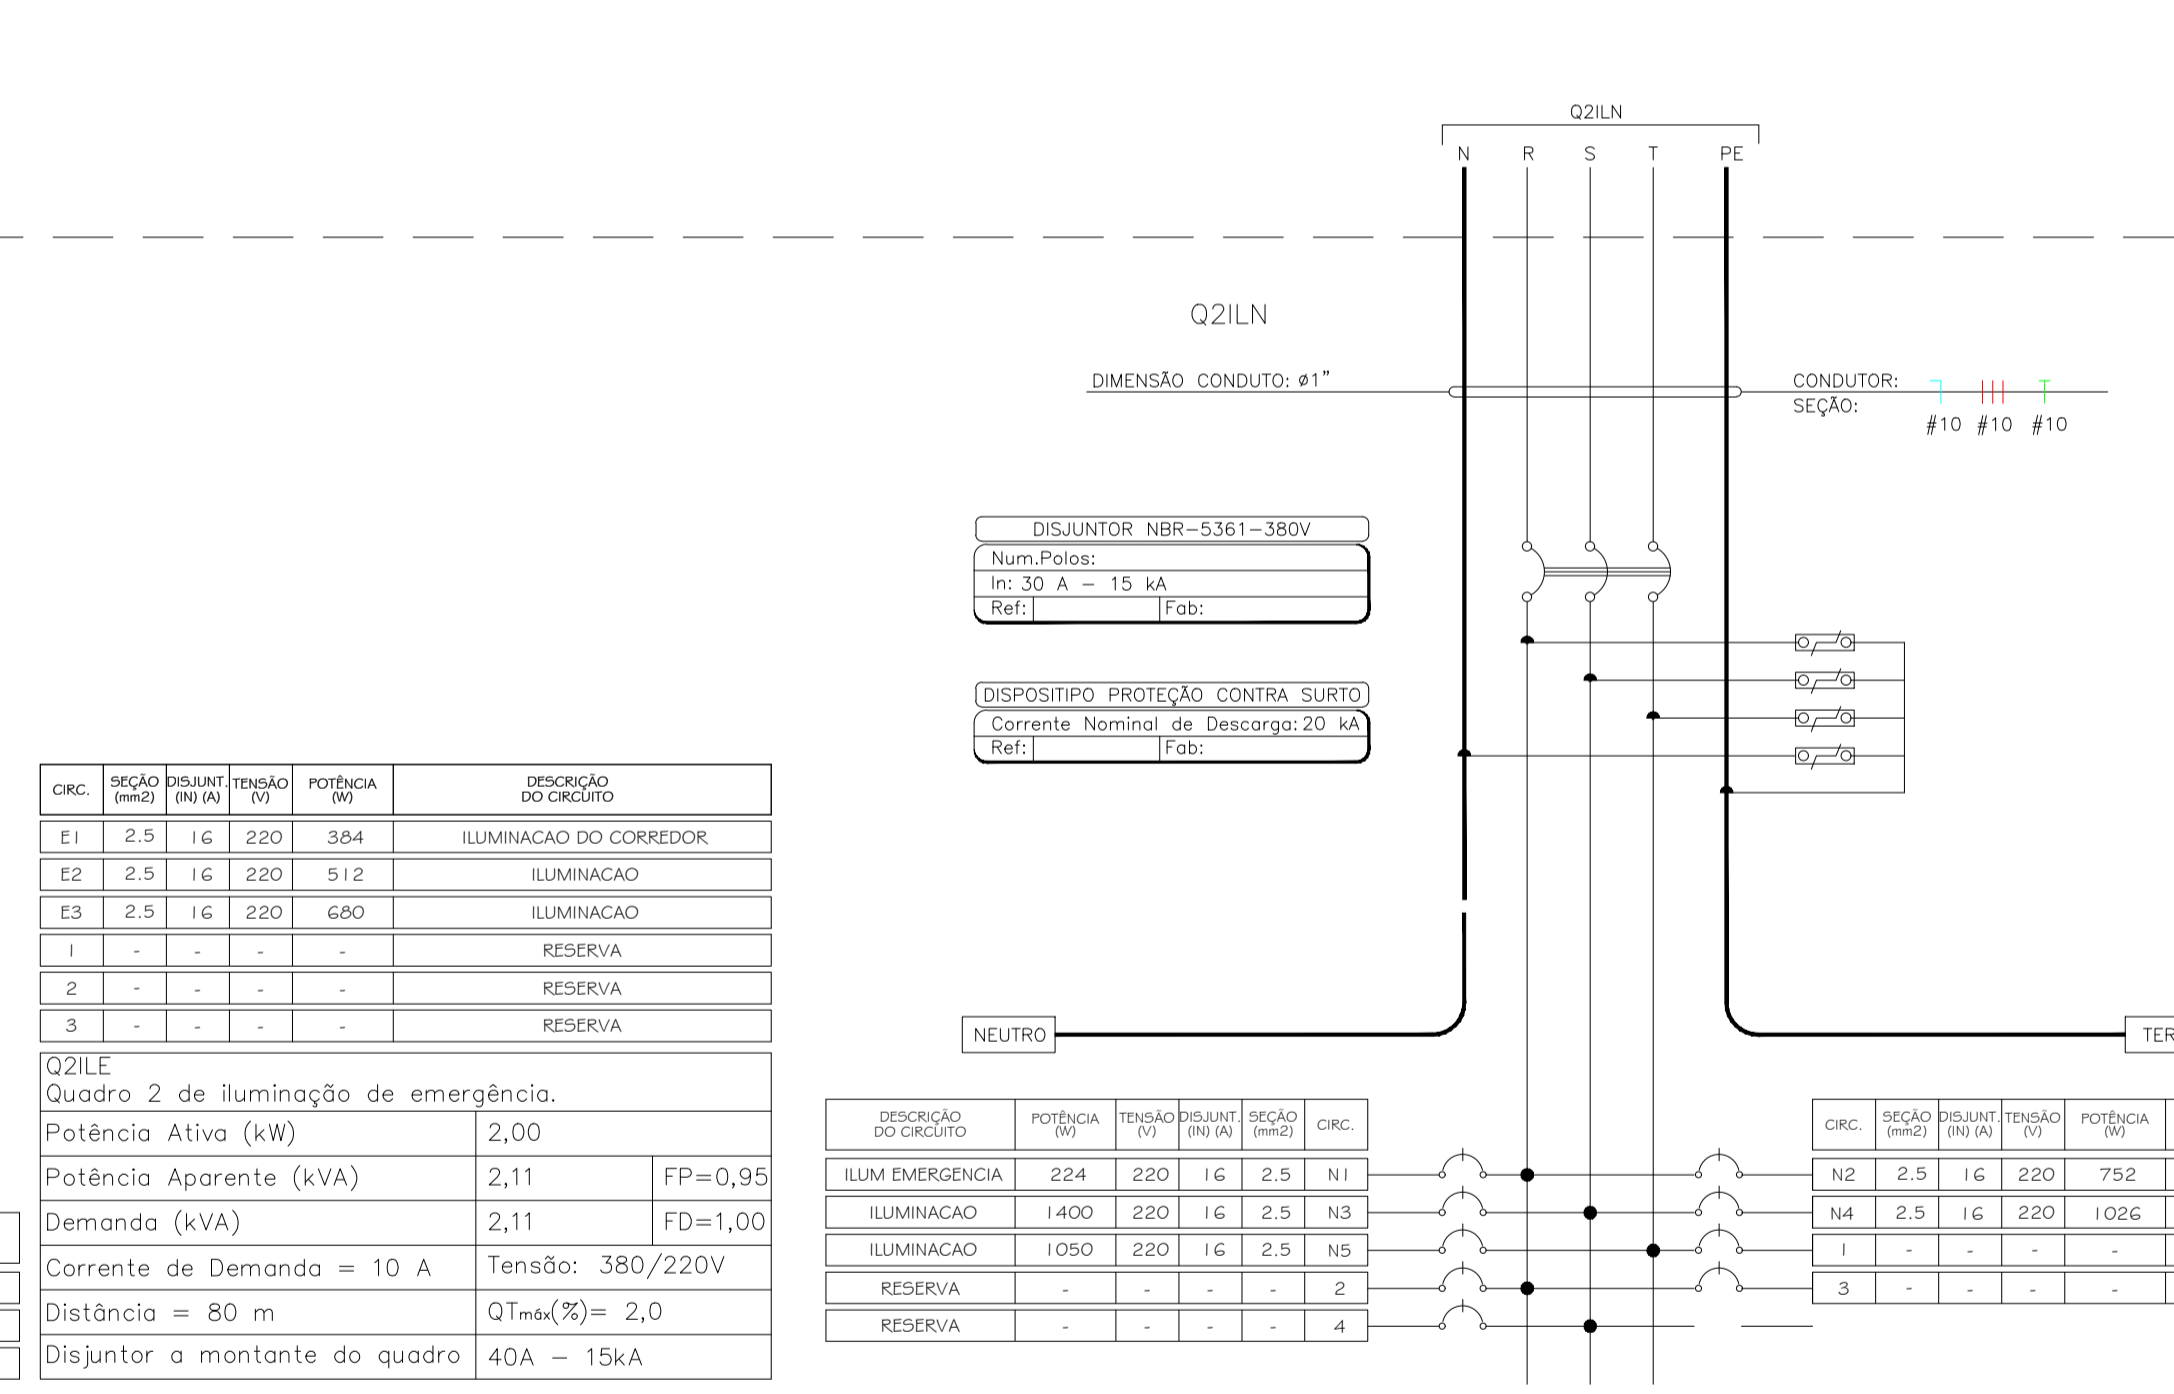 Q2ILN
N R S T PE
Q2ILN
DIMENSÃO CONDUTO: ø1"
CONDUTOR:
SEÇÃO:
#10 #10 #10
DISJUNTOR NBR-5361-380V
Num.Polos:
In: 30 A - 15 kA
Ref: Fab:
DISPOSITIPO PROTEÇÃO CONTRA SURTO
Corrente Nominal de Descarga: 20 kA
Ref: Fab:
CIRC. SEÇÃO (mm2) DISJUNT. (IN) (A) TENSÃO (V) POTÊNCIA (W) DESCRIÇÃO DO CIRCUITO
E1 2.5 16 220 384 ILUMINACAO DO CORREDOR
E2 2.5 16 220 512 ILUMINACAO
E3 2.5 16 220 680 ILUMINACAO
1 - - - - RESERVA
2 - - - - RESERVA
3 - - - - RESERVA
Q2ILE
Quadro 2 de iluminação de emergência.
Potência Ativa (kW) 2,00
Potência Aparente (kVA) 2,11 FP=0,95
Demanda (kVA) 2,11 FD=1,00
Corrente de Demanda = 10 A Tensão: 380/220V
Distância = 80 m QTmáx(%)= 2,0
Disjuntor a montante do quadro 40A - 15kA
NEUTRO
TER
DESCRIÇÃO DO CIRCUITO POTÊNCIA (W) TENSÃO (V) DISJUNT. (IN) (A) SEÇÃO (mm2) CIRC.
ILUM EMERGENCIA 224 220 16 2.5 N1
ILUMINACAO 1400 220 16 2.5 N3
ILUMINACAO 1050 220 16 2.5 N5
RESERVA - - - - 2
RESERVA - - - - 4
CIRC. SEÇÃO (mm2) DISJUNT. (IN) (A) TENSÃO (V) POTÊNCIA (W)
N2 2.5 16 220 752
N4 2.5 16 220 1026
1 - - - -
3 - - - -